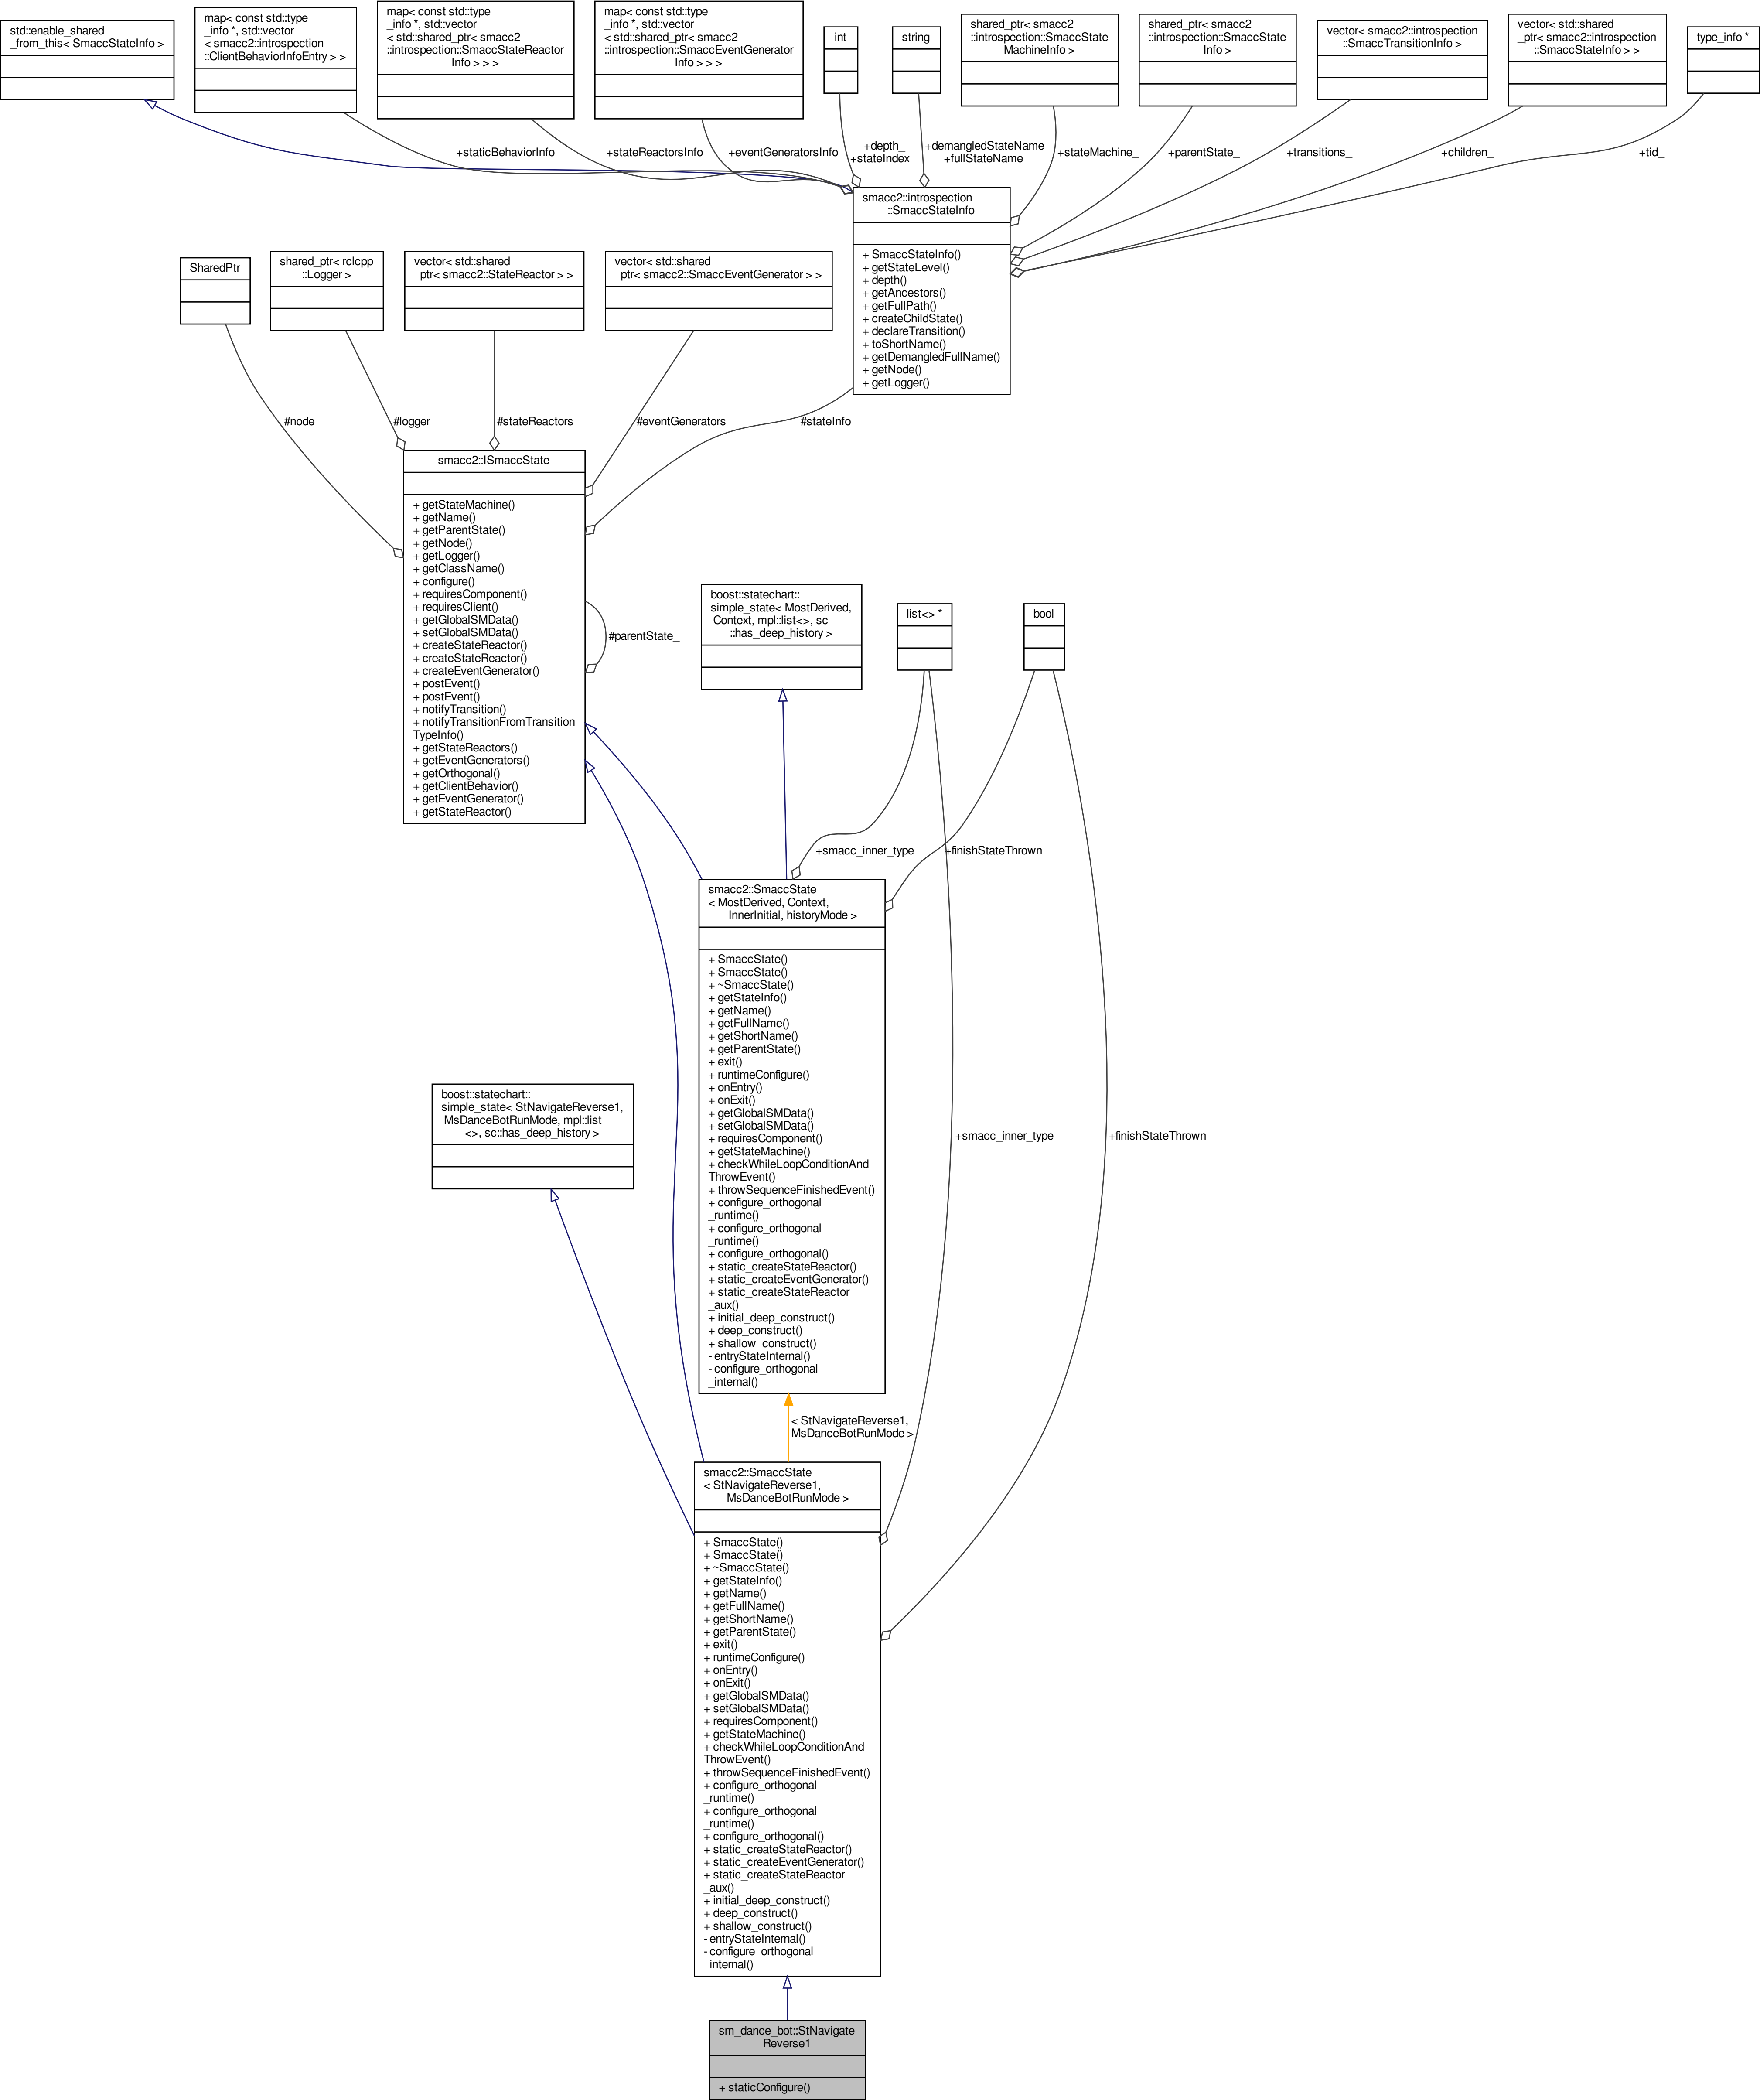 std::enable_shared
_from_this< SmaccStateInfo >
map< const std::type
_info *, std::vector
< smacc2::introspection
::ClientBehaviorInfoEntry > >
map< const std::type
_info *, std::vector
< std::shared_ptr< smacc2
::introspection::SmaccStateReactor
Info > > >
map< const std::type
_info *, std::vector
< std::shared_ptr< smacc2
::introspection::SmaccEventGenerator
Info > > >
int
string
shared_ptr< smacc2
::introspection::SmaccState
MachineInfo >
shared_ptr< smacc2
::introspection::SmaccState
Info >
vector< smacc2::introspection
::SmaccTransitionInfo >
vector< std::shared
_ptr< smacc2::introspection
::SmaccStateInfo > >
type_info *
+staticBehaviorInfo
+stateReactorsInfo
+eventGeneratorsInfo
+depth_
+stateIndex_
+demangledStateName
+fullStateName
+stateMachine_
+parentState_
+transitions_
+children_
+tid_
smacc2::introspection
::SmaccStateInfo
+ SmaccStateInfo()
+ getStateLevel()
+ depth()
+ getAncestors()
+ getFullPath()
+ createChildState()
+ declareTransition()
+ toShortName()
+ getDemangledFullName()
+ getNode()
+ getLogger()
SharedPtr
shared_ptr< rclcpp
::Logger >
vector< std::shared
_ptr< smacc2::StateReactor > >
vector< std::shared
_ptr< smacc2::SmaccEventGenerator > >
#node_
#logger_
#stateReactors_
#eventGenerators_
#stateInfo_
smacc2::ISmaccState
+ getStateMachine()
+ getName()
+ getParentState()
+ getNode()
+ getLogger()
+ getClassName()
+ configure()
+ requiresComponent()
+ requiresClient()
+ getGlobalSMData()
+ setGlobalSMData()
+ createStateReactor()
+ createStateReactor()
+ createEventGenerator()
+ postEvent()
+ postEvent()
+ notifyTransition()
+ notifyTransitionFromTransition
TypeInfo()
+ getStateReactors()
+ getEventGenerators()
+ getOrthogonal()
+ getClientBehavior()
+ getEventGenerator()
+ getStateReactor()
#parentState_
boost::statechart::
simple_state< MostDerived,
Context, mpl::list<>, sc
::has_deep_history >
list<> *
bool
+smacc_inner_type
+finishStateThrown
smacc2::SmaccState
< MostDerived, Context,
InnerInitial, historyMode >
+ SmaccState()
+ SmaccState()
+ ~SmaccState()
+ getStateInfo()
+ getName()
+ getFullName()
+ getShortName()
+ getParentState()
+ exit()
+ runtimeConfigure()
+ onEntry()
+ onExit()
+ getGlobalSMData()
+ setGlobalSMData()
+ requiresComponent()
+ getStateMachine()
+ checkWhileLoopConditionAnd
ThrowEvent()
+ throwSequenceFinishedEvent()
+ configure_orthogonal
_runtime()
+ configure_orthogonal
_runtime()
+ configure_orthogonal()
+ static_createStateReactor()
+ static_createEventGenerator()
+ static_createStateReactor
_aux()
+ initial_deep_construct()
+ deep_construct()
+ shallow_construct()
- entryStateInternal()
- configure_orthogonal
_internal()
boost::statechart::
simple_state< StNavigateReverse1,
MsDanceBotRunMode, mpl::list
<>, sc::has_deep_history >
+smacc_inner_type
+finishStateThrown
< StNavigateReverse1,
MsDanceBotRunMode >
smacc2::SmaccState
< StNavigateReverse1,
MsDanceBotRunMode >
+ SmaccState()
+ SmaccState()
+ ~SmaccState()
+ getStateInfo()
+ getName()
+ getFullName()
+ getShortName()
+ getParentState()
+ exit()
+ runtimeConfigure()
+ onEntry()
+ onExit()
+ getGlobalSMData()
+ setGlobalSMData()
+ requiresComponent()
+ getStateMachine()
+ checkWhileLoopConditionAnd
ThrowEvent()
+ throwSequenceFinishedEvent()
+ configure_orthogonal
_runtime()
+ configure_orthogonal
_runtime()
+ configure_orthogonal()
+ static_createStateReactor()
+ static_createEventGenerator()
+ static_createStateReactor
_aux()
+ initial_deep_construct()
+ deep_construct()
+ shallow_construct()
- entryStateInternal()
- configure_orthogonal
_internal()
sm_dance_bot::StNavigate
Reverse1
+ staticConfigure()